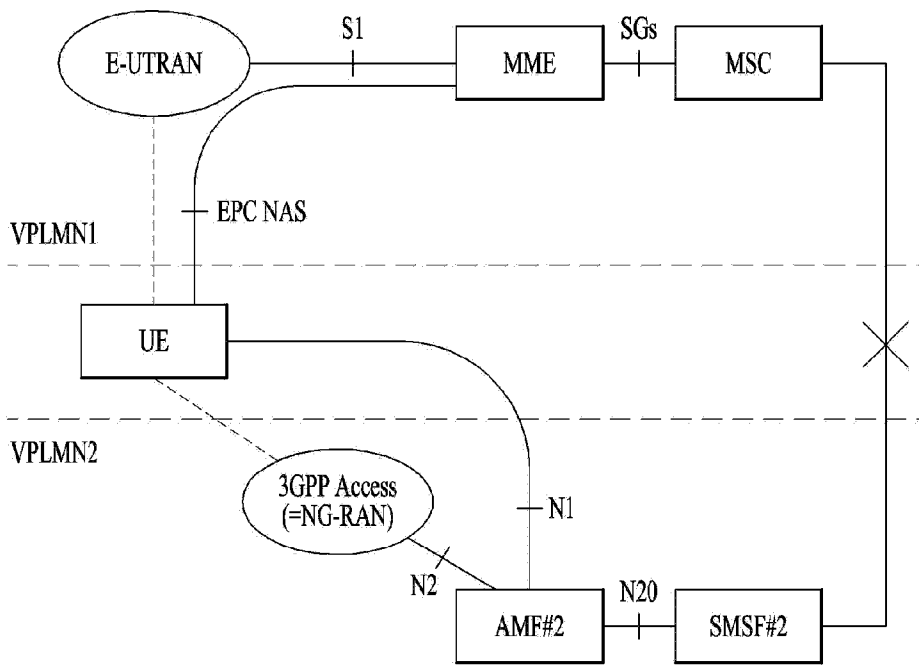 S1
SGs
E-UTRAN
MME
MSC
EPC NAS
VPLMN1
UE
VPLMN2
3GPP Access
(=NG-RAN)
N1
N2
N20
AMF#2
SMSF#2